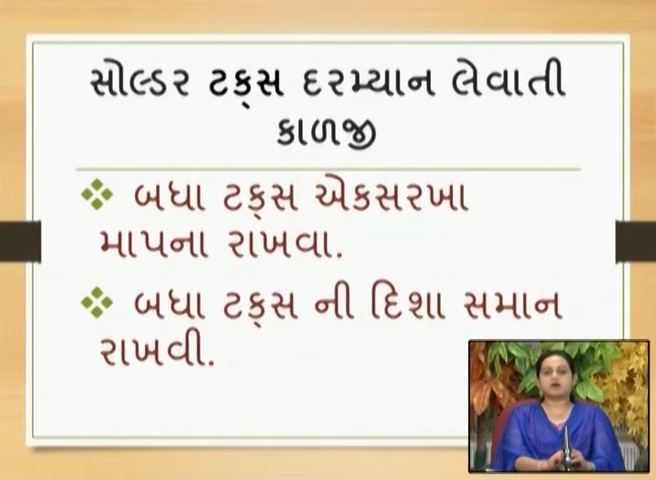 સોલ્ડર ટક્સ દરમ્યાન લેવાતી
કાળજી
બધા ટક્સ એકસરખા
માપના રાખવા.
બધા ટક્સ ની દિશા સમાન
રાખવી.